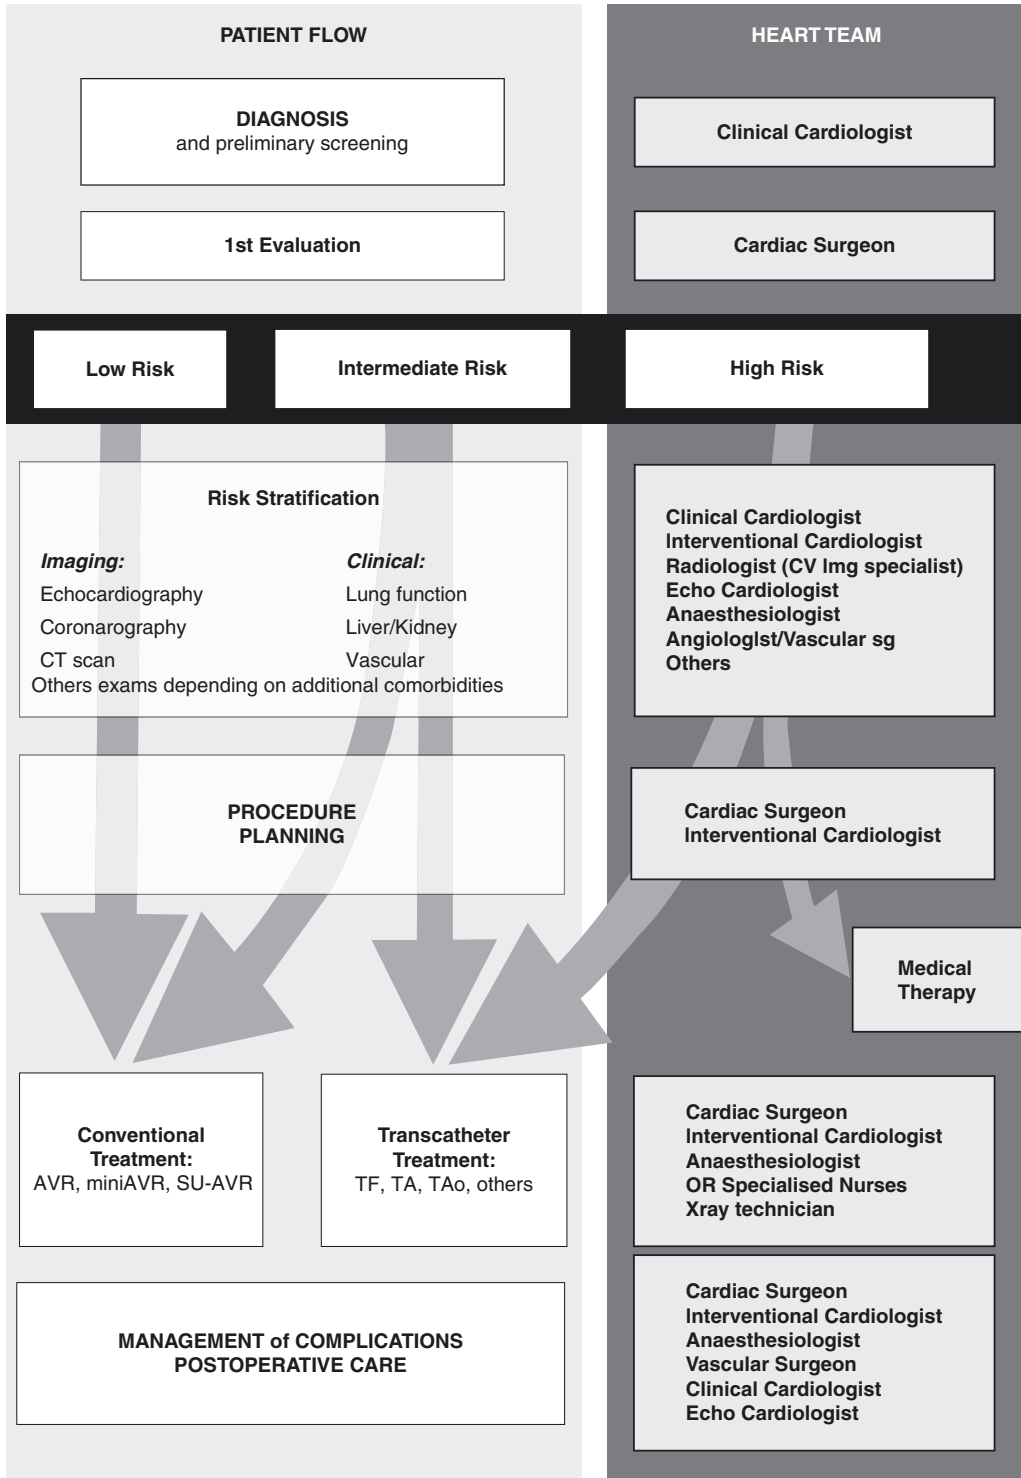 PATIENT FLOW
HEART TEAM
DIAGNOSIS
and preliminary screening
Clinical Cardiologist
1st Evaluation
Cardiac Surgeon
Low Risk
Intermediate Risk
High Risk
Risk Stratification
Imaging:
Echocardiography
Coronarography
CT scan
Clinical:
Lung function
Liver/Kidney
Vascular
Others exams depending on additional comorbidities
Clinical Cardiologist
Interventional Cardiologist
Radiologist (CV Img specialist)
Echo Cardiologist
Anaesthesiologist
AngiologIst/Vascular sg
Others
PROCEDURE
PLANNING
Cardiac Surgeon
Interventional Cardiologist
Medical
Therapy
Conventional
Treatment:
AVR, miniAVR, SU-AVR
Transcatheter
Treatment:
TF, TA, TAo, others
Cardiac Surgeon
Interventional Cardiologist
Anaesthesiologist
OR Specialised Nurses
Xray technician
MANAGEMENT of COMPLICATIONS
POSTOPERATIVE CARE
Cardiac Surgeon
Interventional Cardiologist
Anaesthesiologist
Vascular Surgeon
Clinical Cardiologist
Echo Cardiologist